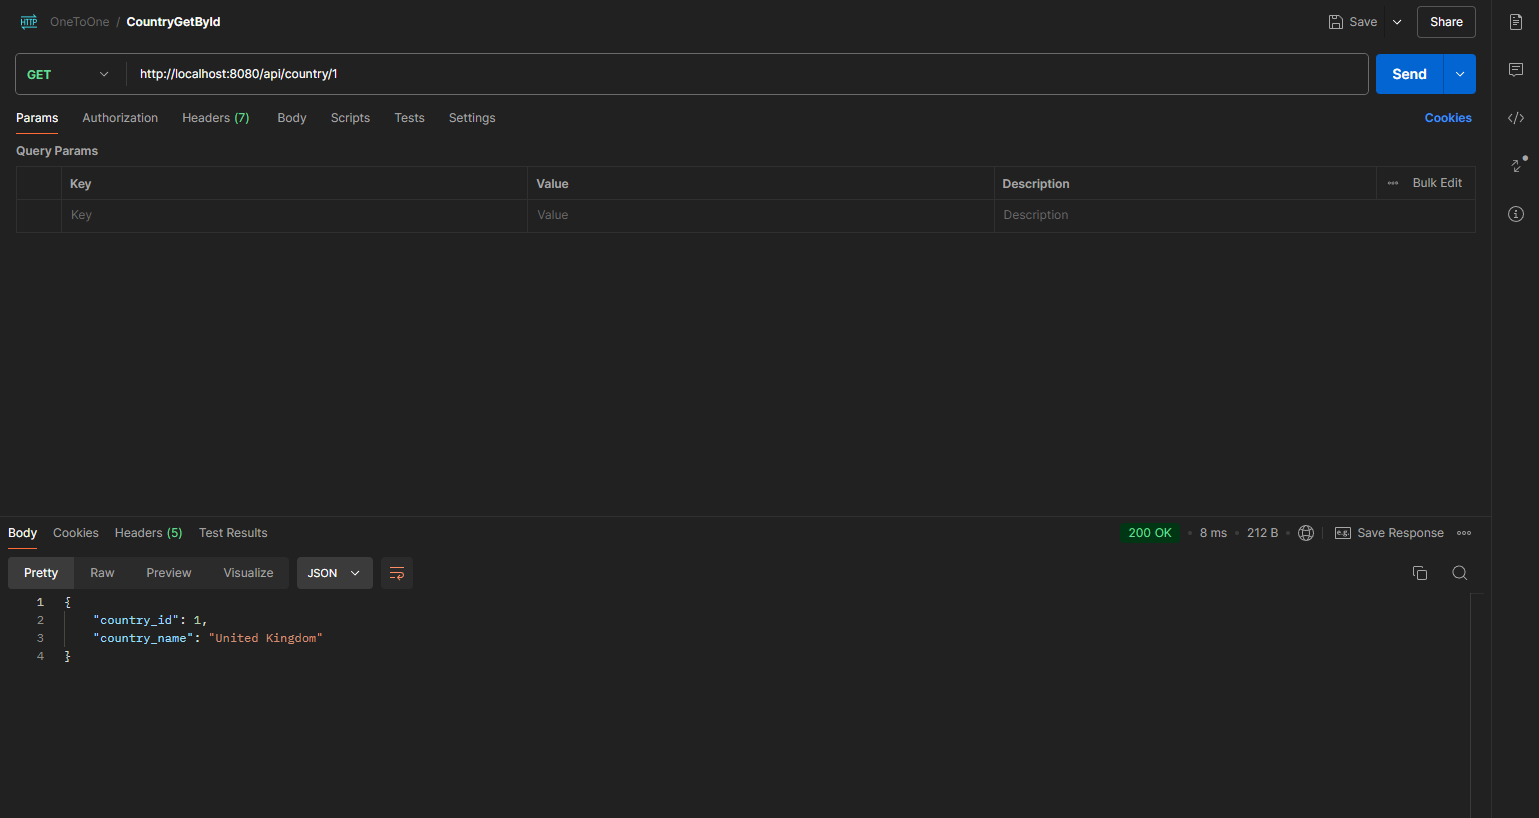 HTTP OneToOne / CountryGetById Save Share
GET http://localhost:8080/api/country/1 Send
Params Authorization Headers (7) Body Scripts Tests Settings Cookies
Query Params
Key Value Description Bulk Edit
Key Value Description
Body Cookies Headers (5) Test Results 200 OK 8 ms 212 B e.g. Save Response
Pretty Raw Preview Visualize JSON
1 {
2 "country_id": 1,
3 "country_name": "United Kingdom"
4 }